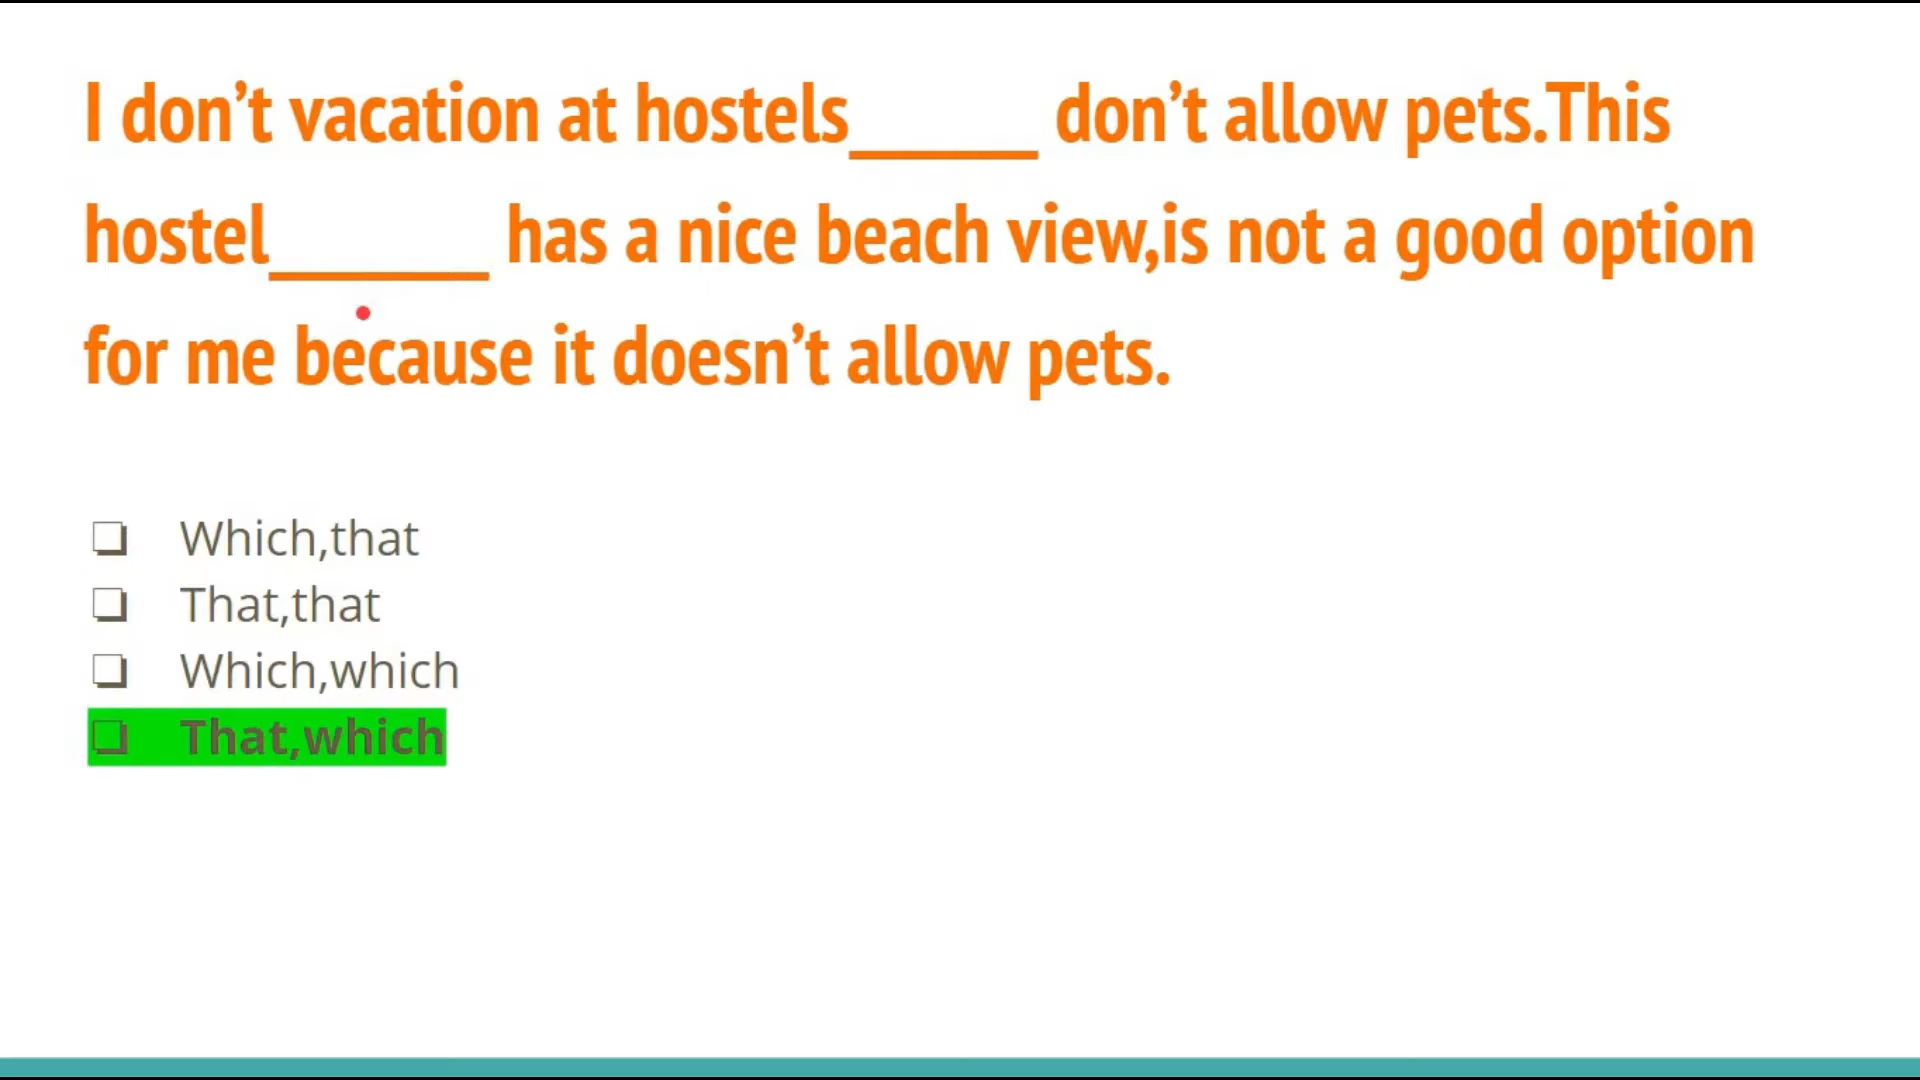 I don’t vacation at hostels_____ don’t allow pets.This
hostel______ has a nice beach view,is not a good option
for me because it doesn’t allow pets.
Which,that
That,that
Which,which
That,which